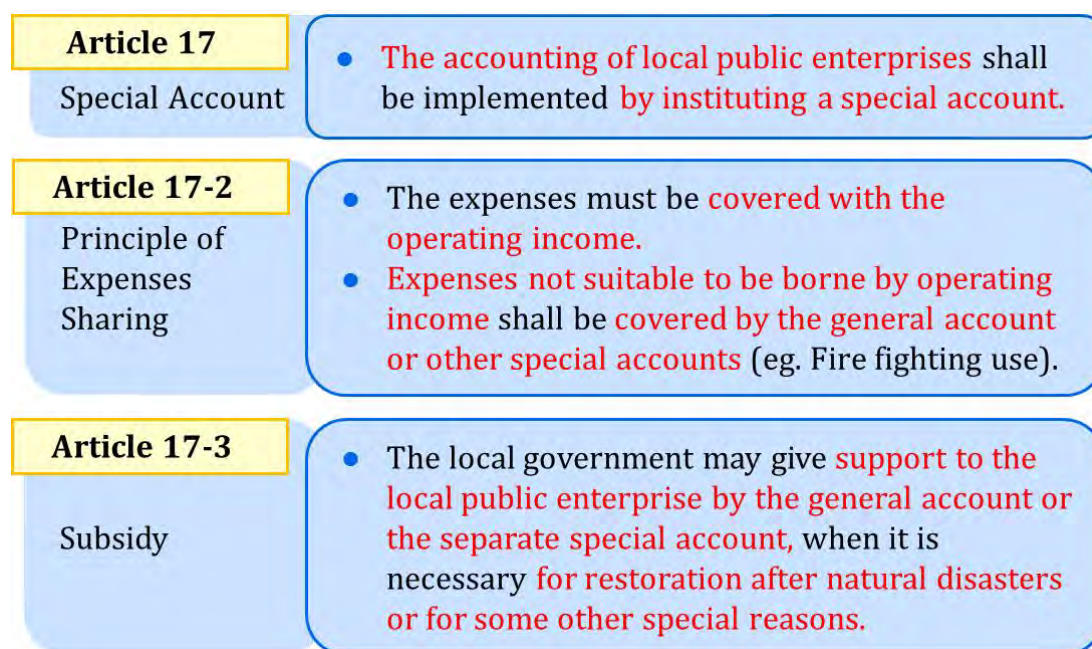 Article 17
Special Account
● The accounting of local public enterprises shall
be implemented by instituting a special account.
Article 17-2
Principle of
Expenses
Sharing
● The expenses must be covered with the
operating income.
● Expenses not suitable to be borne by operating
income shall be covered by the general account
or other special accounts (eg. Fire fighting use).
Article 17-3
Subsidy
● The local government may give support to the
local public enterprise by the general account or
the separate special account, when it is
necessary for restoration after natural disasters
or for some other special reasons.